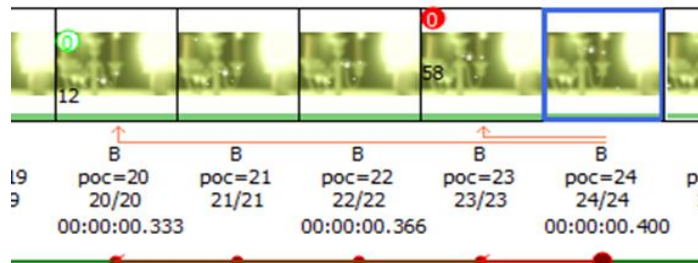 0
0
58
12
B B B B B
19 poc=20 poc=21 poc=22 poc=23 poc=24 p
9 20/20 21/21 22/22 23/23 24/24
00:00:00.333 00:00:00.366 00:00:00.400